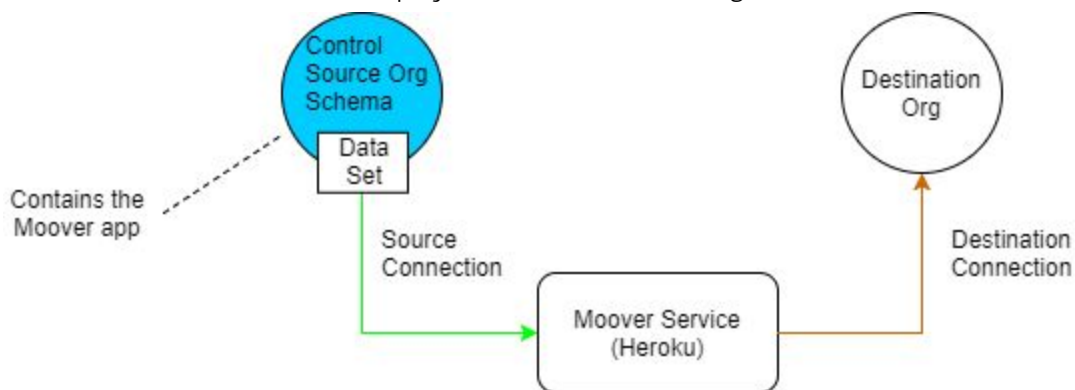 Control
Source Org
Schema
Data
Set
Destination
Org
Contains the
Moover app
Source
Connection
Destination
Connection
Moover Service
(Heroku)